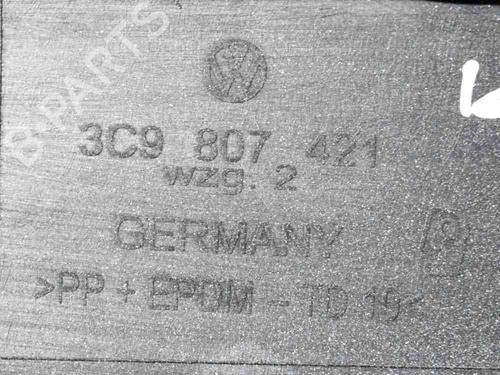 B-PARTS
3C9 807 421
wzg. 2
GERMANY
>PP + EPDM - TD 10<